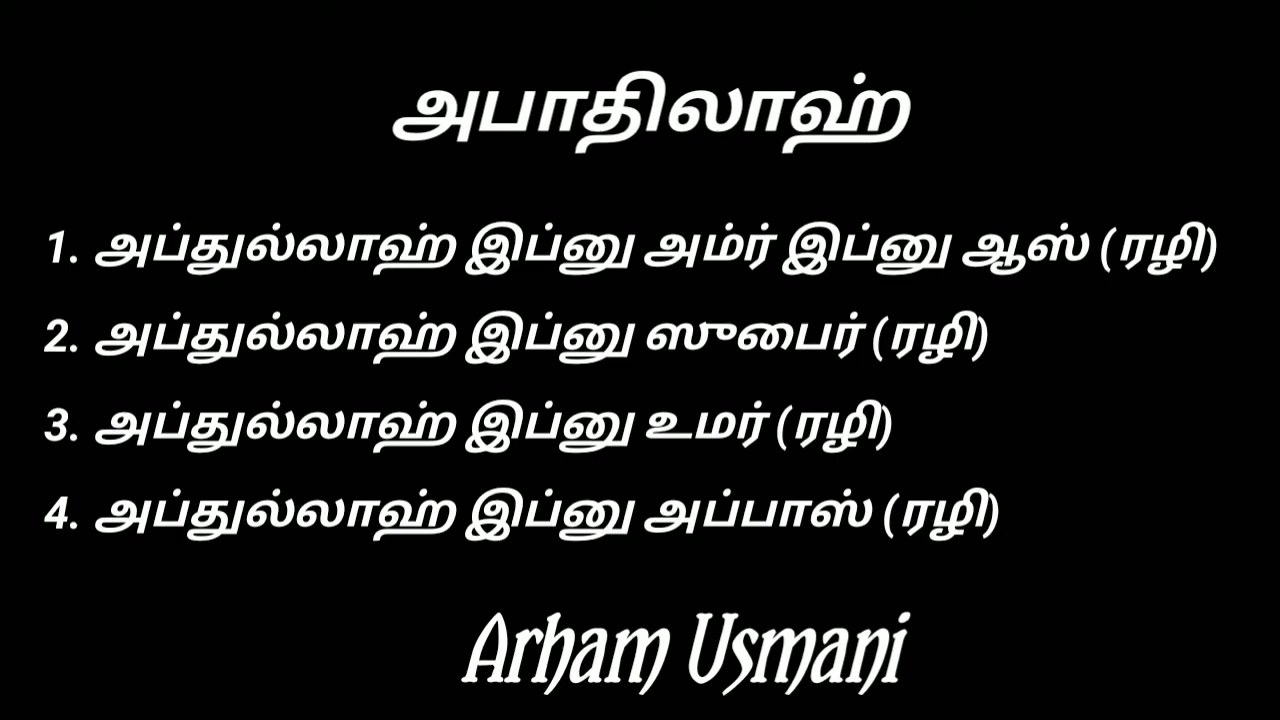 அபாதிலாஹ்
1. அப்துல்லாஹ் இப்னு அம்ர் இப்னு ஆஸ் (ரழி)
2. அப்துல்லாஹ் இப்னு ஸுபைர் (ரழி)
3. அப்துல்லாஹ் இப்னு உமர் (ரழி)
4. அப்துல்லாஹ் இப்னு அப்பாஸ் (ரழி)
Arham Usmani